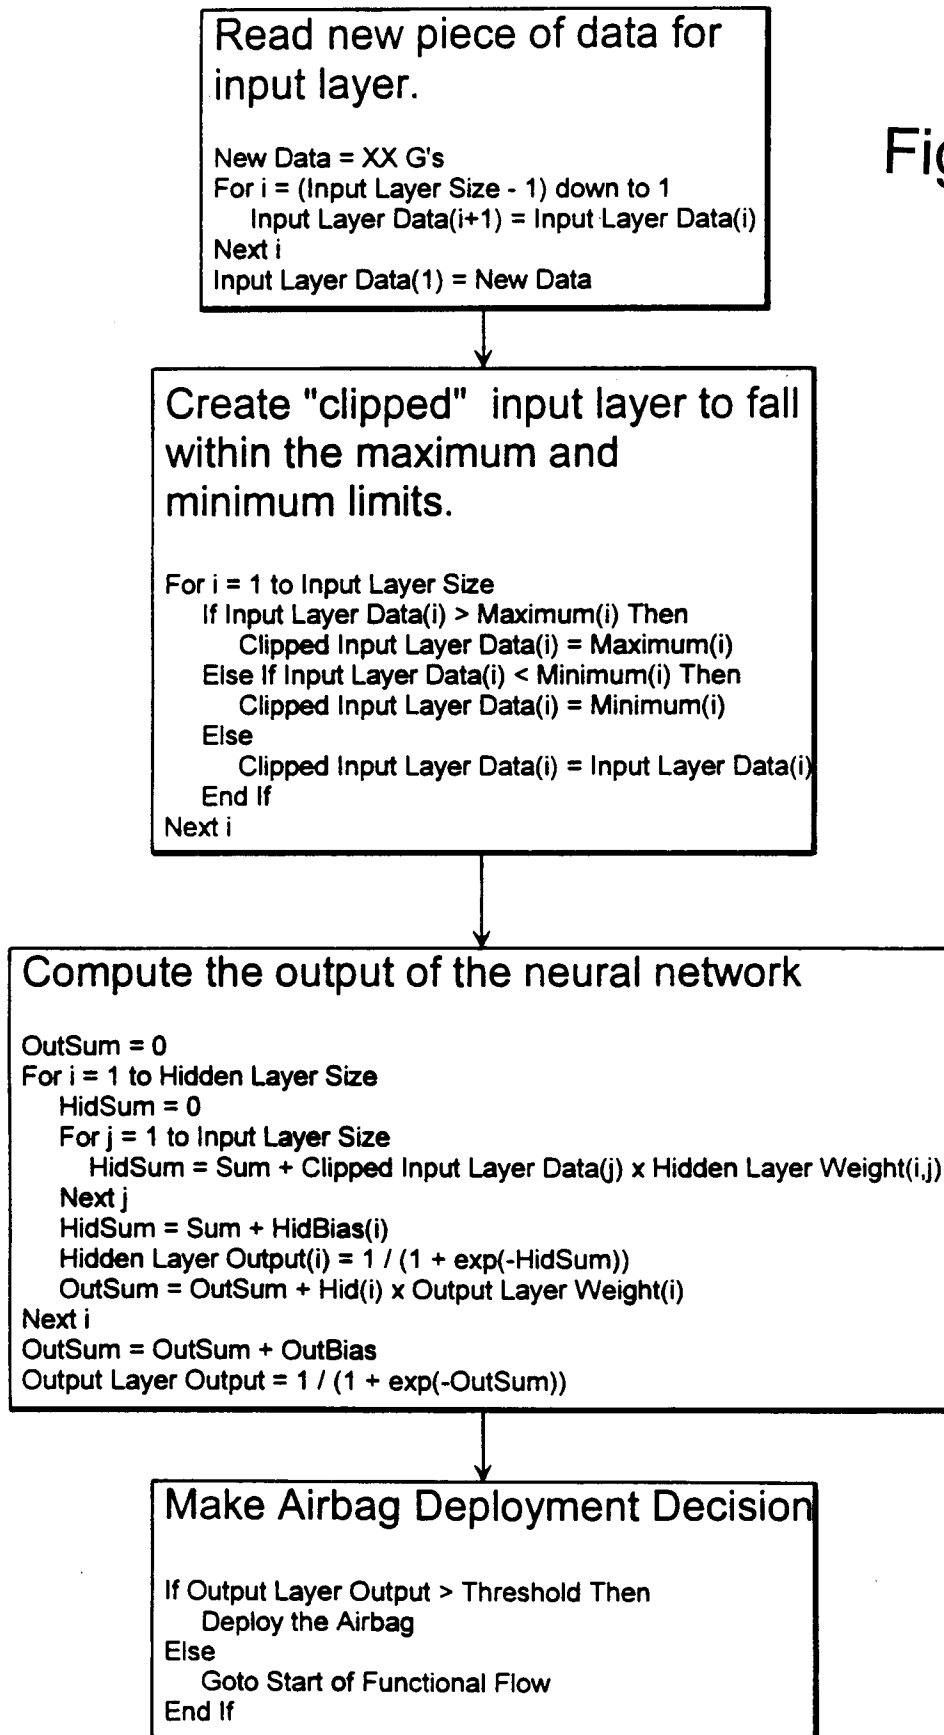 Read new piece of data for
input layer.
New Data = XX G's
For i = (Input Layer Size - 1) down to 1
Input Layer Data(i+1) = Input Layer Data(i)
Next i
Input Layer Data(1) = New Data
Create "clipped" input layer to fall
within the maximum and
minimum limits.
For i = 1 to Input Layer Size
If Input Layer Data(i) > Maximum(i) Then
Clipped Input Layer Data(i) = Maximum(i)
Else If Input Layer Data(i) < Minimum(i) Then
Clipped Input Layer Data(i) = Minimum(i)
Else
Clipped Input Layer Data(i) = Input Layer Data(i)
End If
Next i
Compute the output of the neural network
OutSum = 0
For i = 1 to Hidden Layer Size
HidSum = 0
For j = 1 to Input Layer Size
HidSum = Sum + Clipped Input Layer Data(j) x Hidden Layer Weight(i,j)
Next j
HidSum = Sum + HidBias(i)
Hidden Layer Output(i) = 1 / (1 + exp(-HidSum))
OutSum = OutSum + Hid(i) x Output Layer Weight(i)
Next i
OutSum = OutSum + OutBias
Output Layer Output = 1 / (1 + exp(-OutSum))
Make Airbag Deployment Decision
If Output Layer Output > Threshold Then
Deploy the Airbag
Else
Goto Start of Functional Flow
End If